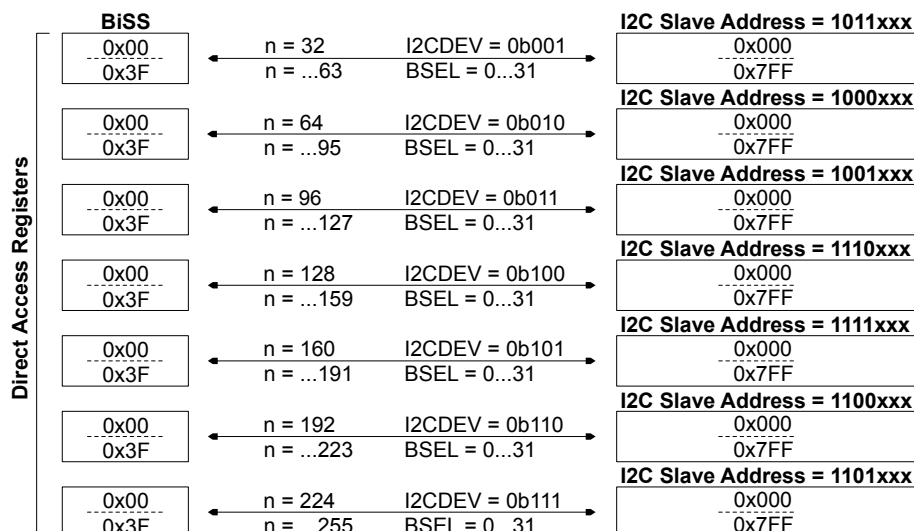 BiSS I2C Slave Address = 1011xxx
0x00 n = 32 I2CDEV = 0b001 0x000
0x3F n = ...63 BSEL = 0...31 0x7FF
I2C Slave Address = 1000xxx
0x00 n = 64 I2CDEV = 0b010 0x000
0x3F n = ...95 BSEL = 0...31 0x7FF
I2C Slave Address = 1001xxx
0x00 n = 96 I2CDEV = 0b011 0x000
0x3F n = ...127 BSEL = 0...31 0x7FF
I2C Slave Address = 1110xxx
0x00 n = 128 I2CDEV = 0b100 0x000
0x3F n = ...159 BSEL = 0...31 0x7FF
I2C Slave Address = 1111xxx
0x00 n = 160 I2CDEV = 0b101 0x000
0x3F n = ...191 BSEL = 0...31 0x7FF
I2C Slave Address = 1100xxx
0x00 n = 192 I2CDEV = 0b110 0x000
0x3F n = ...223 BSEL = 0...31 0x7FF
I2C Slave Address = 1101xxx
0x00 n = 224 I2CDEV = 0b111 0x000
0x3F n = ...255 BSEL = 0...31 0x7FF
Direct Access Registers